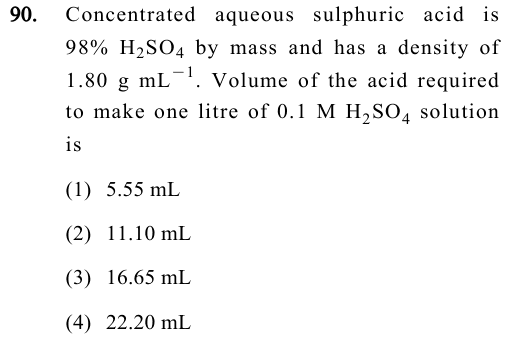 90. Concentrated aqueous sulphuric acid is
98% H₂SO₄ by mass and has a density of
1.80 g mL⁻¹. Volume of the acid required
to make one litre of 0.1 M H₂SO₄ solution
is
(1) 5.55 mL
(2) 11.10 mL
(3) 16.65 mL
(4) 22.20 mL